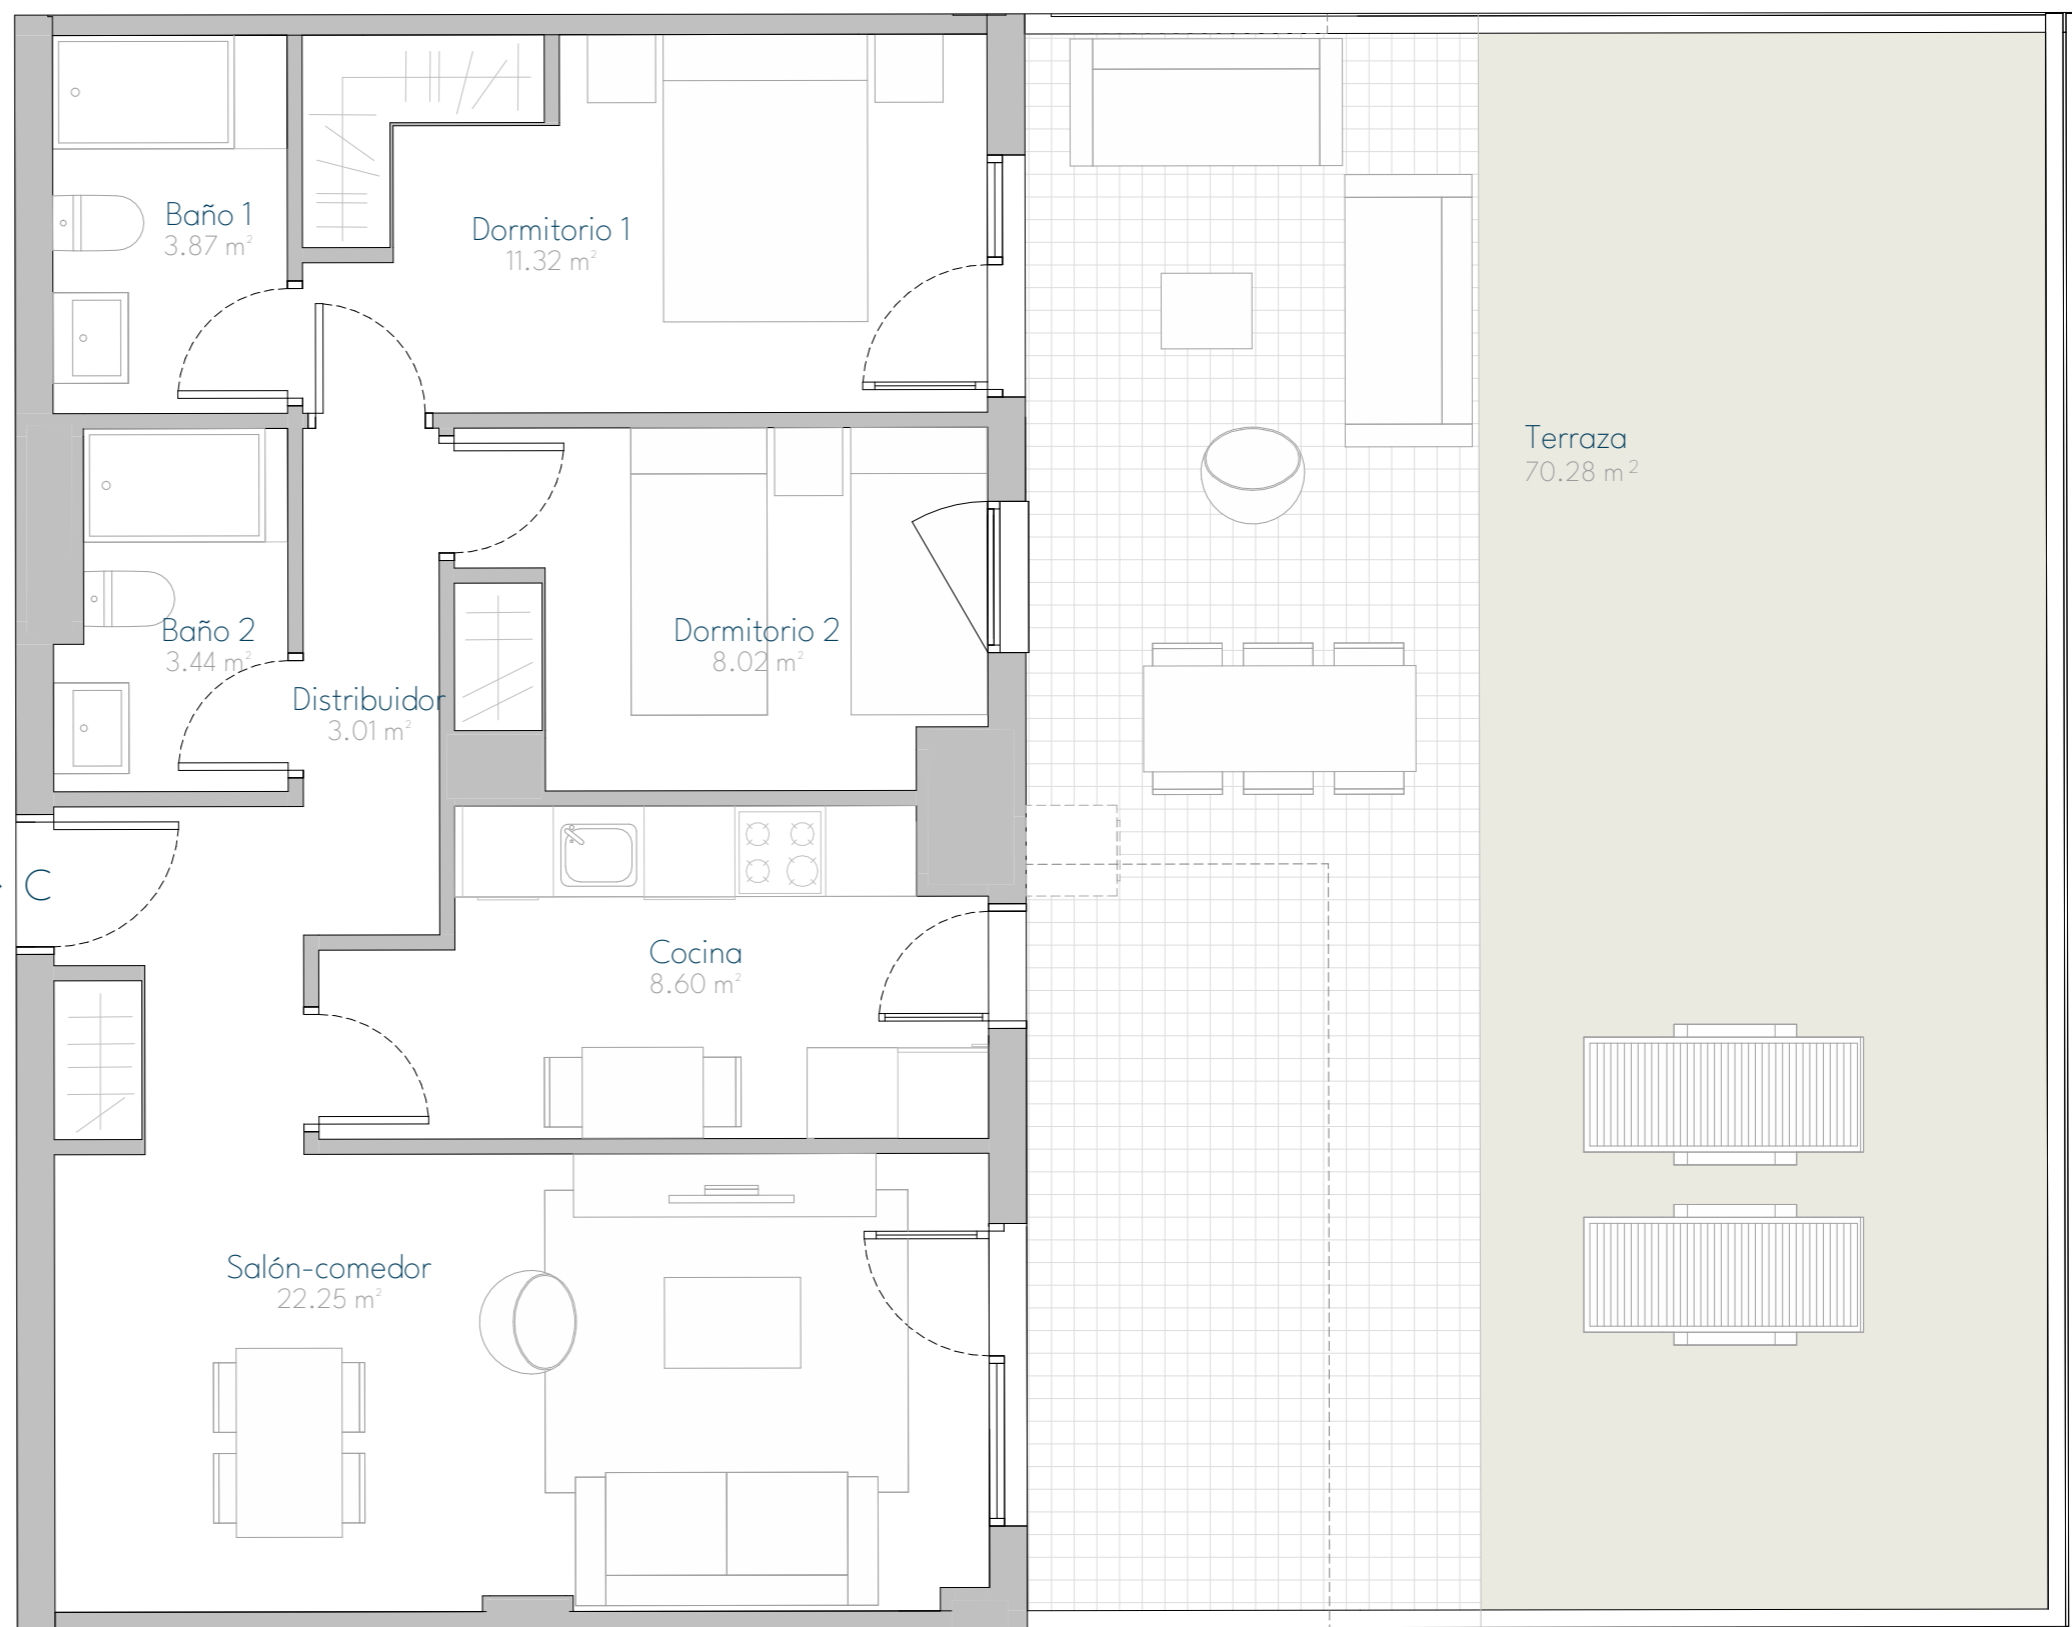 Baño 1
3.87 m²
Dormitorio 1
11.32 m²
Terraza
70.28 m²
Baño 2
3.44 m²
Dormitorio 2
8.02 m²
Distribuidor
3.01 m²
C
Cocina
8.60 m²
Salón-comedor
22.25 m²